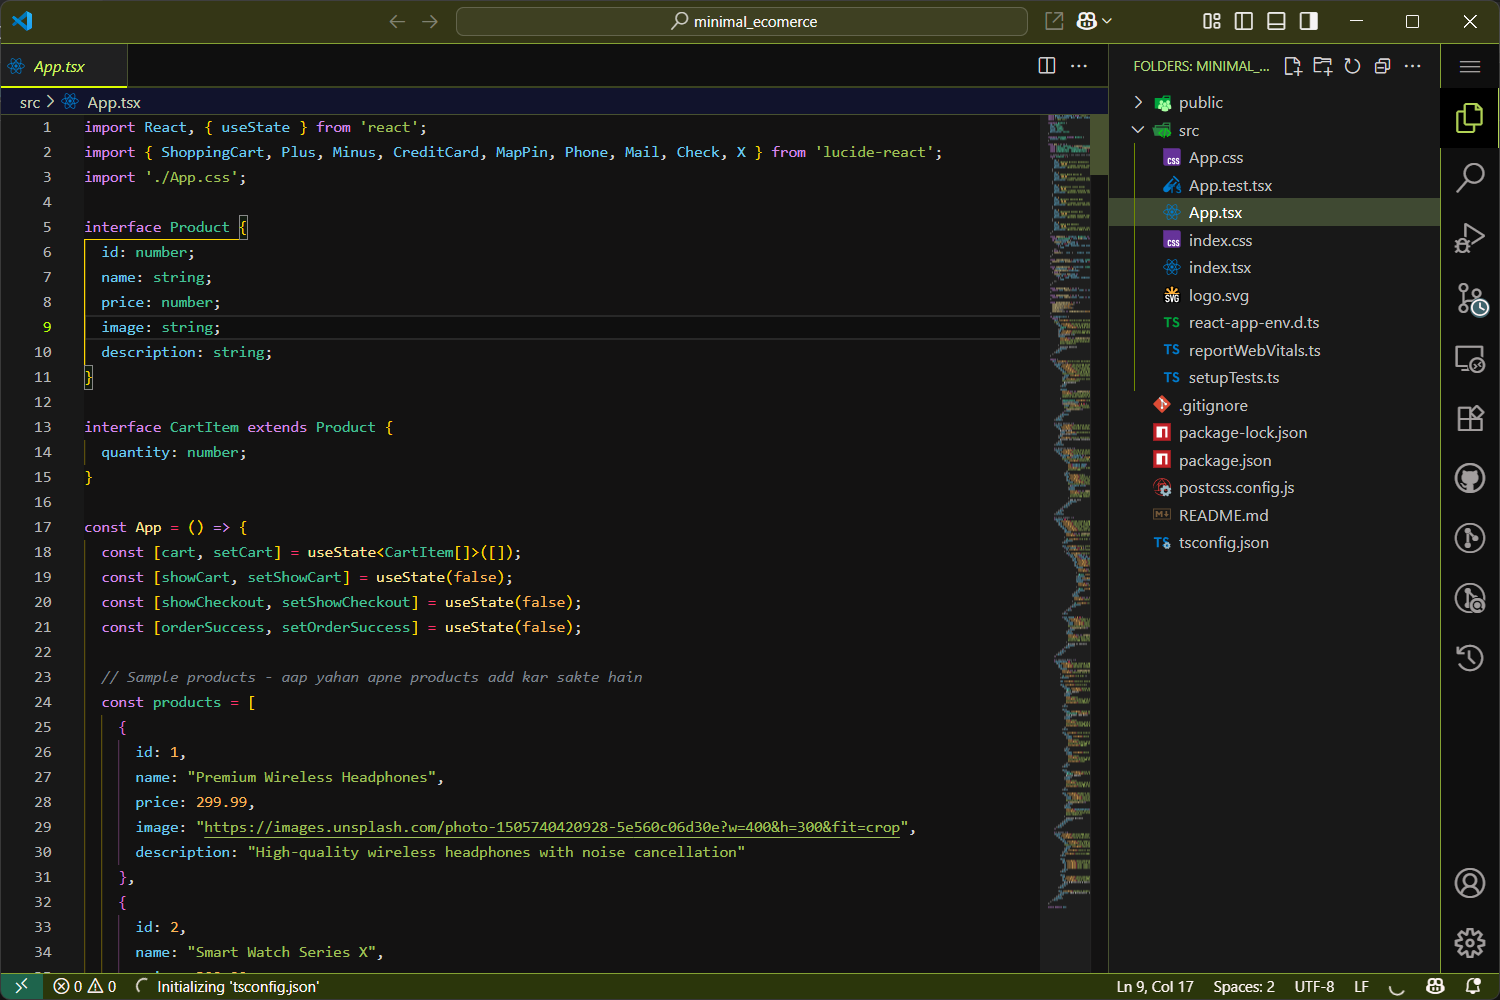 minimal_ecomerce
App.tsx
src > App.tsx
1 import React, { useState } from 'react';
2 import { ShoppingCart, Plus, Minus, CreditCard, MapPin, Phone, Mail, Check, X } from 'lucide-react';
3 import './App.css';
4
5 interface Product {
6 id: number;
7 name: string;
8 price: number;
9 image: string;
10 description: string;
11 }
12
13 interface CartItem extends Product {
14 quantity: number;
15 }
16
17 const App = () => {
18 const [cart, setCart] = useState<CartItem[]>([]);
19 const [showCart, setShowCart] = useState(false);
20 const [showCheckout, setShowCheckout] = useState(false);
21 const [orderSuccess, setOrderSuccess] = useState(false);
22
23 // Sample products - aap yahan apne products add kar sakte hain
24 const products = [
25 {
26 id: 1,
27 name: "Premium Wireless Headphones",
28 price: 299.99,
29 image: "https://images.unsplash.com/photo-1505740420928-5e560c06d30e?w=400&h=300&fit=crop",
30 description: "High-quality wireless headphones with noise cancellation"
31 },
32 {
33 id: 2,
34 name: "Smart Watch Series X",
FOLDERS: MINIMAL_...
public
src
App.css
App.test.tsx
App.tsx
index.css
index.tsx
logo.svg
react-app-env.d.ts
reportWebVitals.ts
setupTests.ts
.gitignore
package-lock.json
package.json
postcss.config.js
README.md
tsconfig.json
0 0 Initializing 'tsconfig.json'
Ln 9, Col 17 Spaces: 2 UTF-8 LF